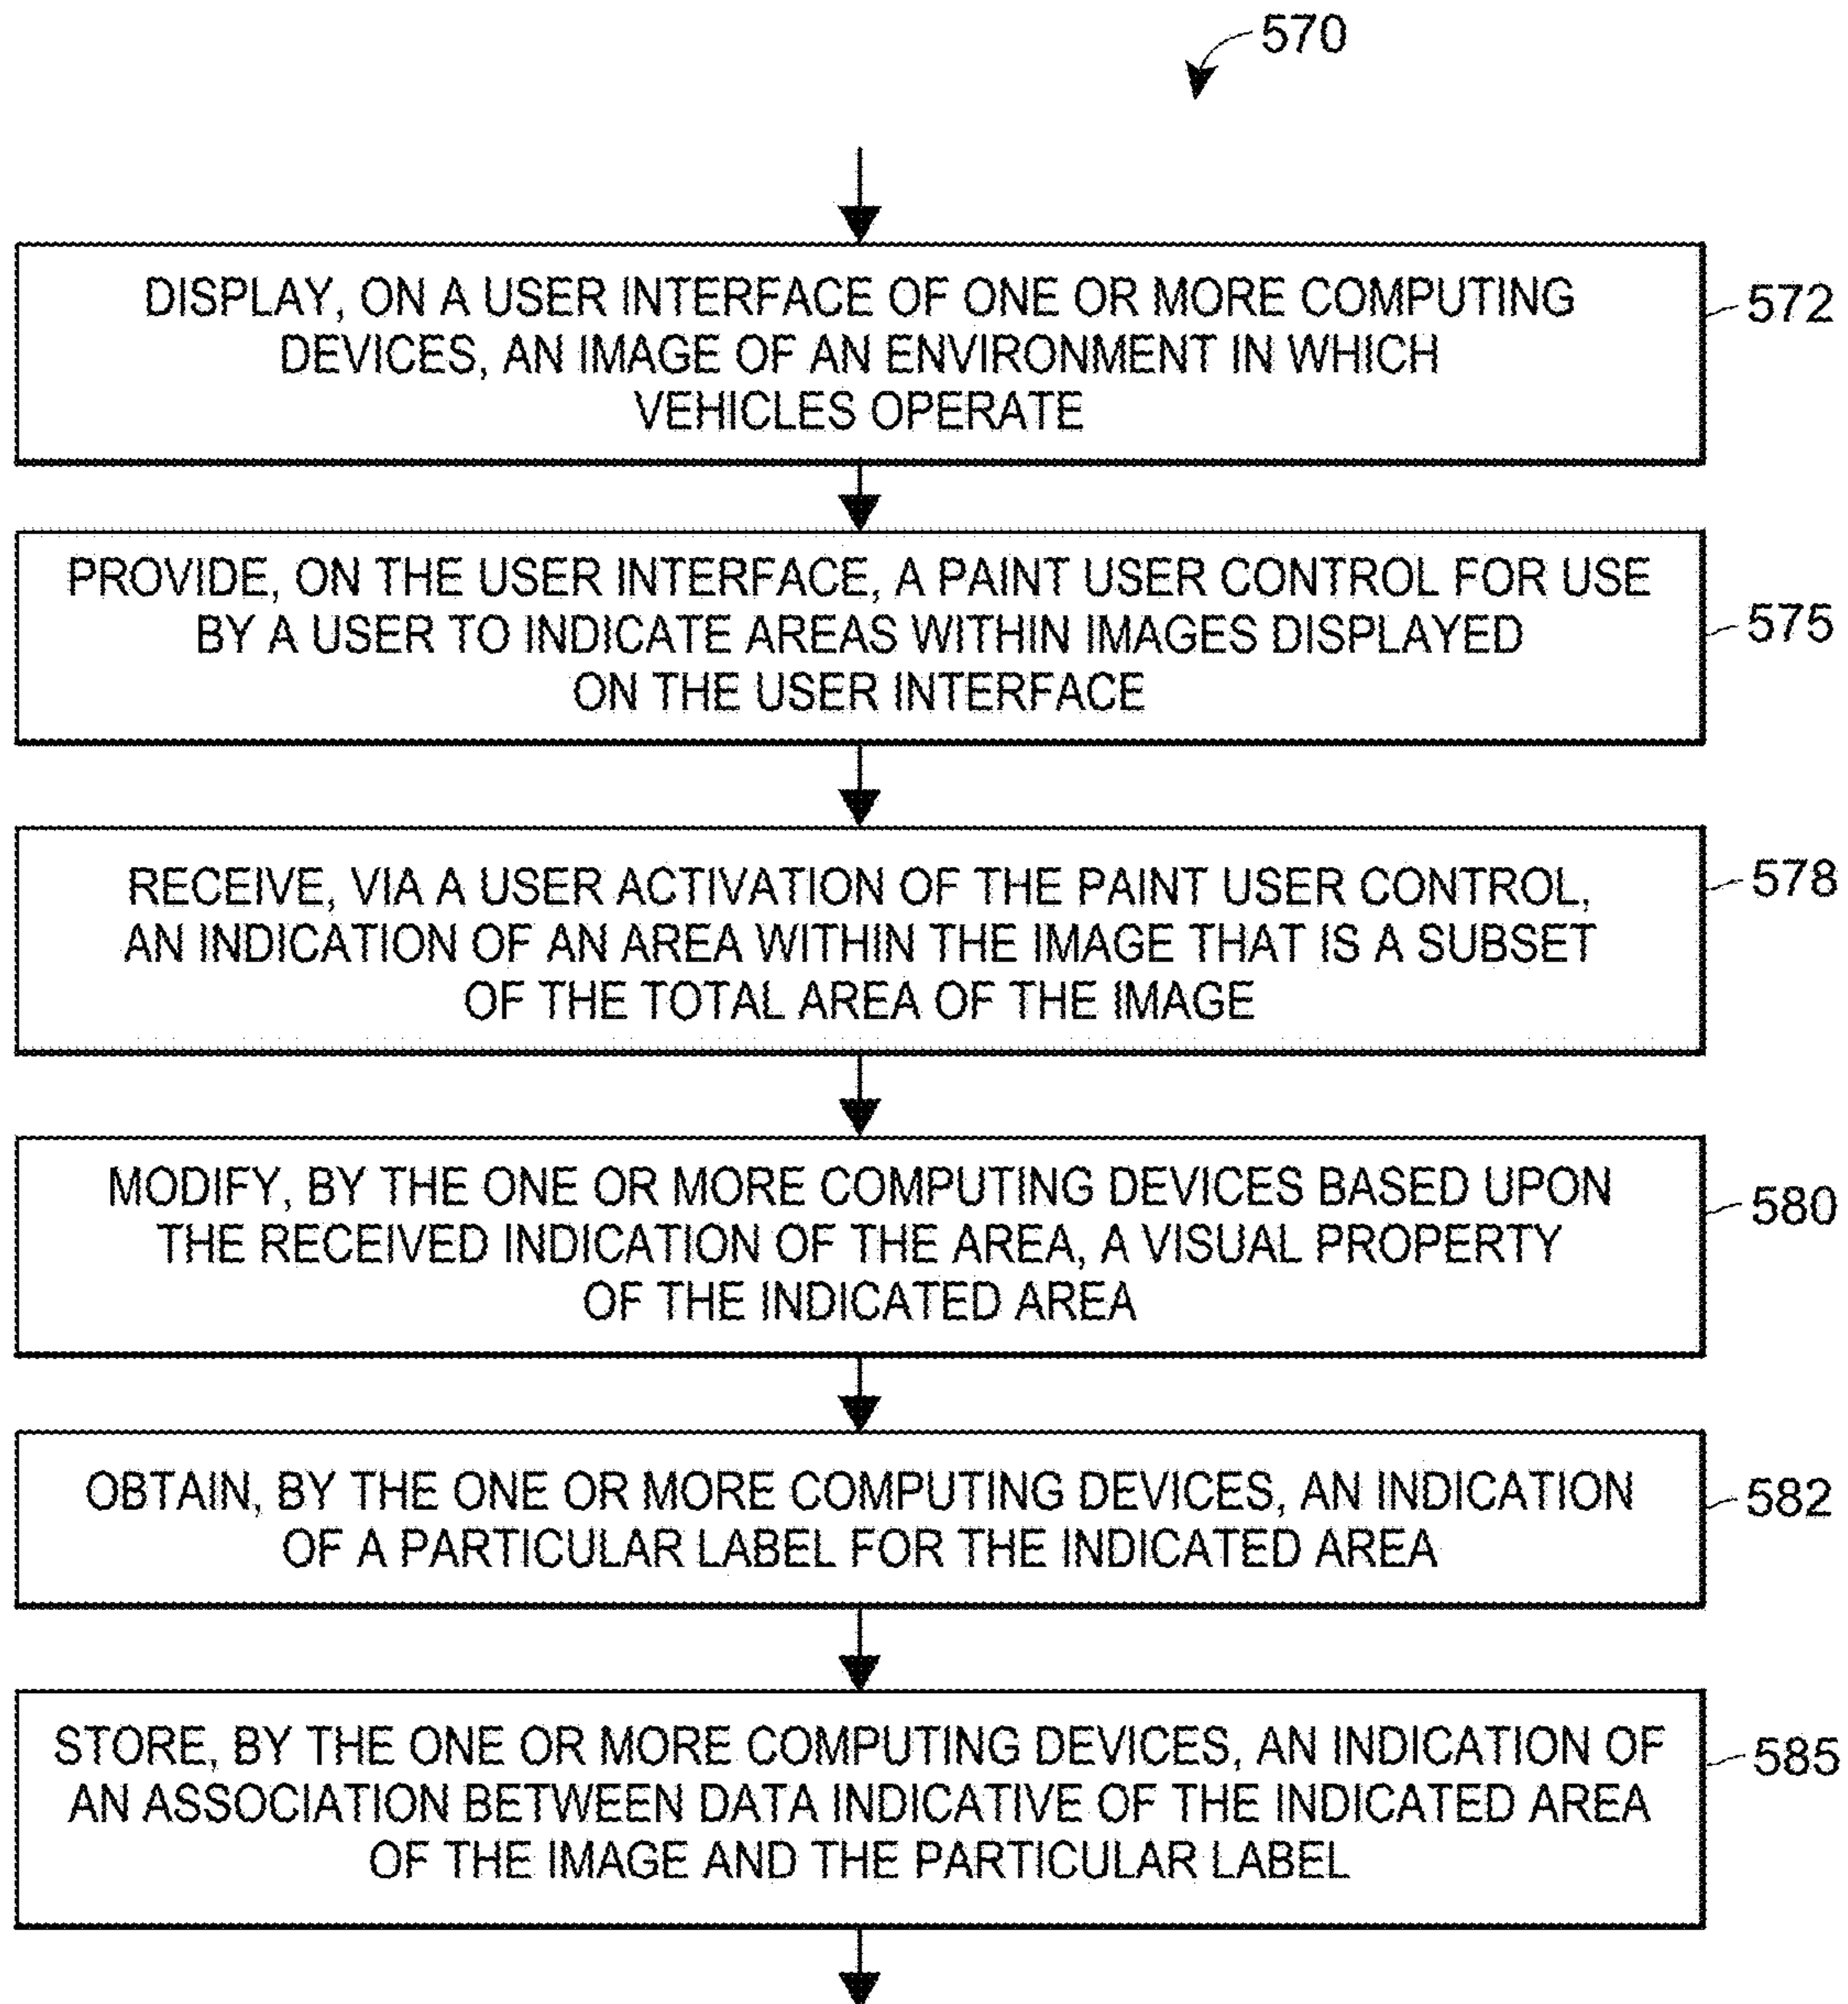 570
DISPLAY, ON A USER INTERFACE OF ONE OR MORE COMPUTING
DEVICES, AN IMAGE OF AN ENVIRONMENT IN WHICH
VEHICLES OPERATE
572
PROVIDE, ON THE USER INTERFACE, A PAINT USER CONTROL FOR USE
BY A USER TO INDICATE AREAS WITHIN IMAGES DISPLAYED
ON THE USER INTERFACE
575
RECEIVE, VIA A USER ACTIVATION OF THE PAINT USER CONTROL,
AN INDICATION OF AN AREA WITHIN THE IMAGE THAT IS A SUBSET
OF THE TOTAL AREA OF THE IMAGE
578
MODIFY, BY THE ONE OR MORE COMPUTING DEVICES BASED UPON
THE RECEIVED INDICATION OF THE AREA, A VISUAL PROPERTY
OF THE INDICATED AREA
580
OBTAIN, BY THE ONE OR MORE COMPUTING DEVICES, AN INDICATION
OF A PARTICULAR LABEL FOR THE INDICATED AREA
582
STORE, BY THE ONE OR MORE COMPUTING DEVICES, AN INDICATION OF
AN ASSOCIATION BETWEEN DATA INDICATIVE OF THE INDICATED AREA
OF THE IMAGE AND THE PARTICULAR LABEL
585